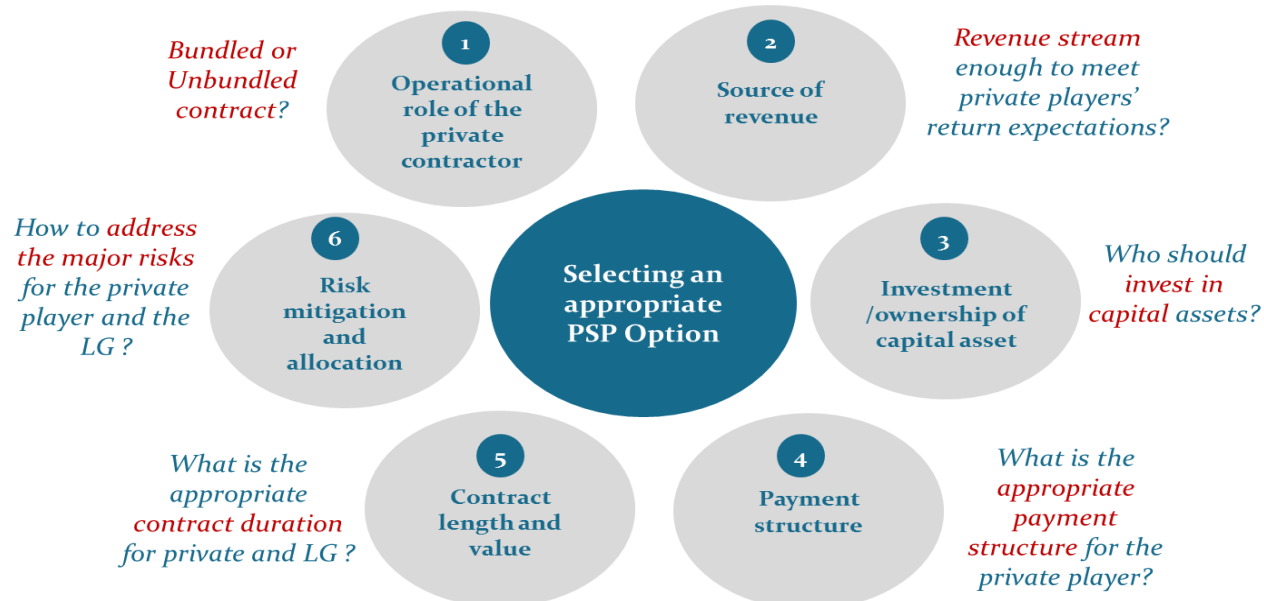 Bundled or
Unbundled
contract?
1
Operational
role of the
private
contractor
2
Source of
revenue
Revenue stream
enough to meet
private players’
return expectations?
How to address
the major risks
for the private
player and the
LG ?
6
Risk
mitigation
and
allocation
Selecting an
appropriate
PSP Option
3
Investment
/ownership of
capital asset
Who should
invest in
capital assets?
What is the
appropriate
contract duration
for private and LG ?
5
Contract
length and
value
4
Payment
structure
What is the
appropriate
payment
structure for the
private player?